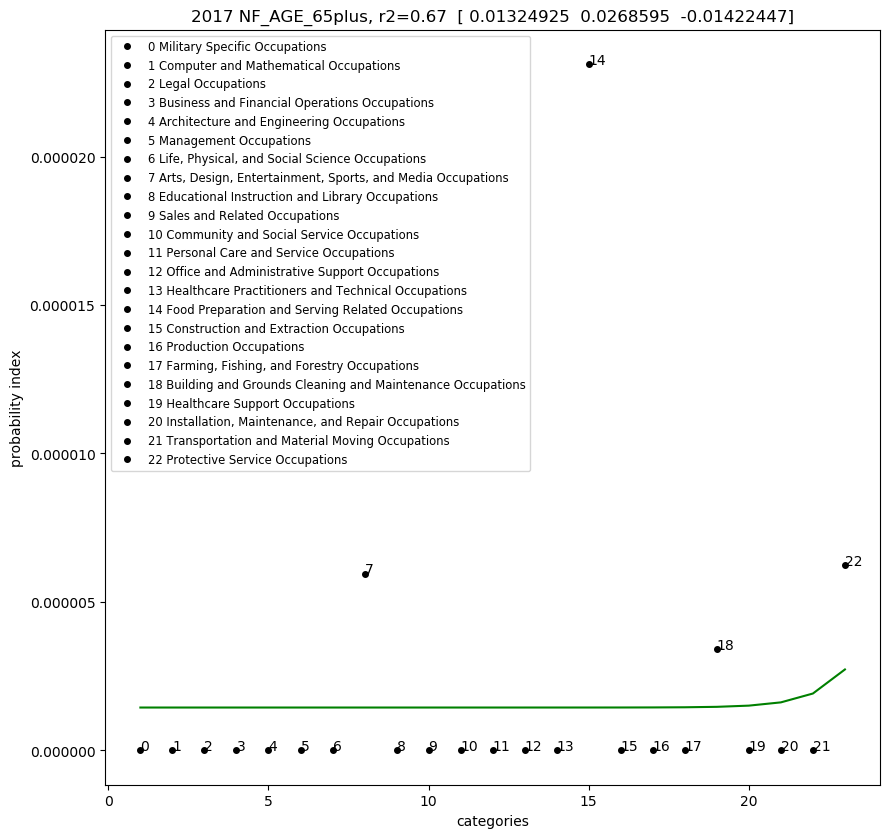 2017 NF_AGE_65plus, r2=0.67  [ 0.01324925  0.0268595  -0.01422447]
0 Military Specific Occupations
1 Computer and Mathematical Occupations
2 Legal Occupations
3 Business and Financial Operations Occupations
4 Architecture and Engineering Occupations
5 Management Occupations
6 Life, Physical, and Social Science Occupations
7 Arts, Design, Entertainment, Sports, and Media Occupations
8 Educational Instruction and Library Occupations
9 Sales and Related Occupations
10 Community and Social Service Occupations
11 Personal Care and Service Occupations
12 Office and Administrative Support Occupations
13 Healthcare Practitioners and Technical Occupations
14 Food Preparation and Serving Related Occupations
15 Construction and Extraction Occupations
16 Production Occupations
17 Farming, Fishing, and Forestry Occupations
18 Building and Grounds Cleaning and Maintenance Occupations
19 Healthcare Support Occupations
20 Installation, Maintenance, and Repair Occupations
21 Transportation and Material Moving Occupations
22 Protective Service Occupations
14
7
22
18
0 1 2 3 4 5 6 8 9 10 11 12 13 15 16 17 19 20 21
probability index
0.000020
0.000015
0.000010
0.000005
0.000000
0 5 10 15 20
categories